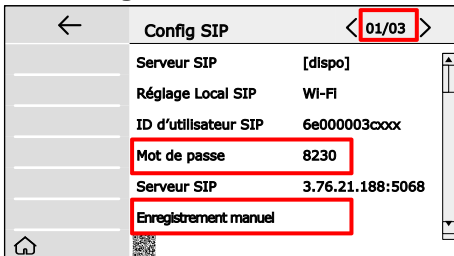 Config SIP
01/03
Serveur SIP [dispo]
Réglage Local SIP Wi-Fi
ID d'utilisateur SIP 6e000003cxxx
Mot de passe 8230
Serveur SIP 3.76.21.188:5068
Enregistrement manuel